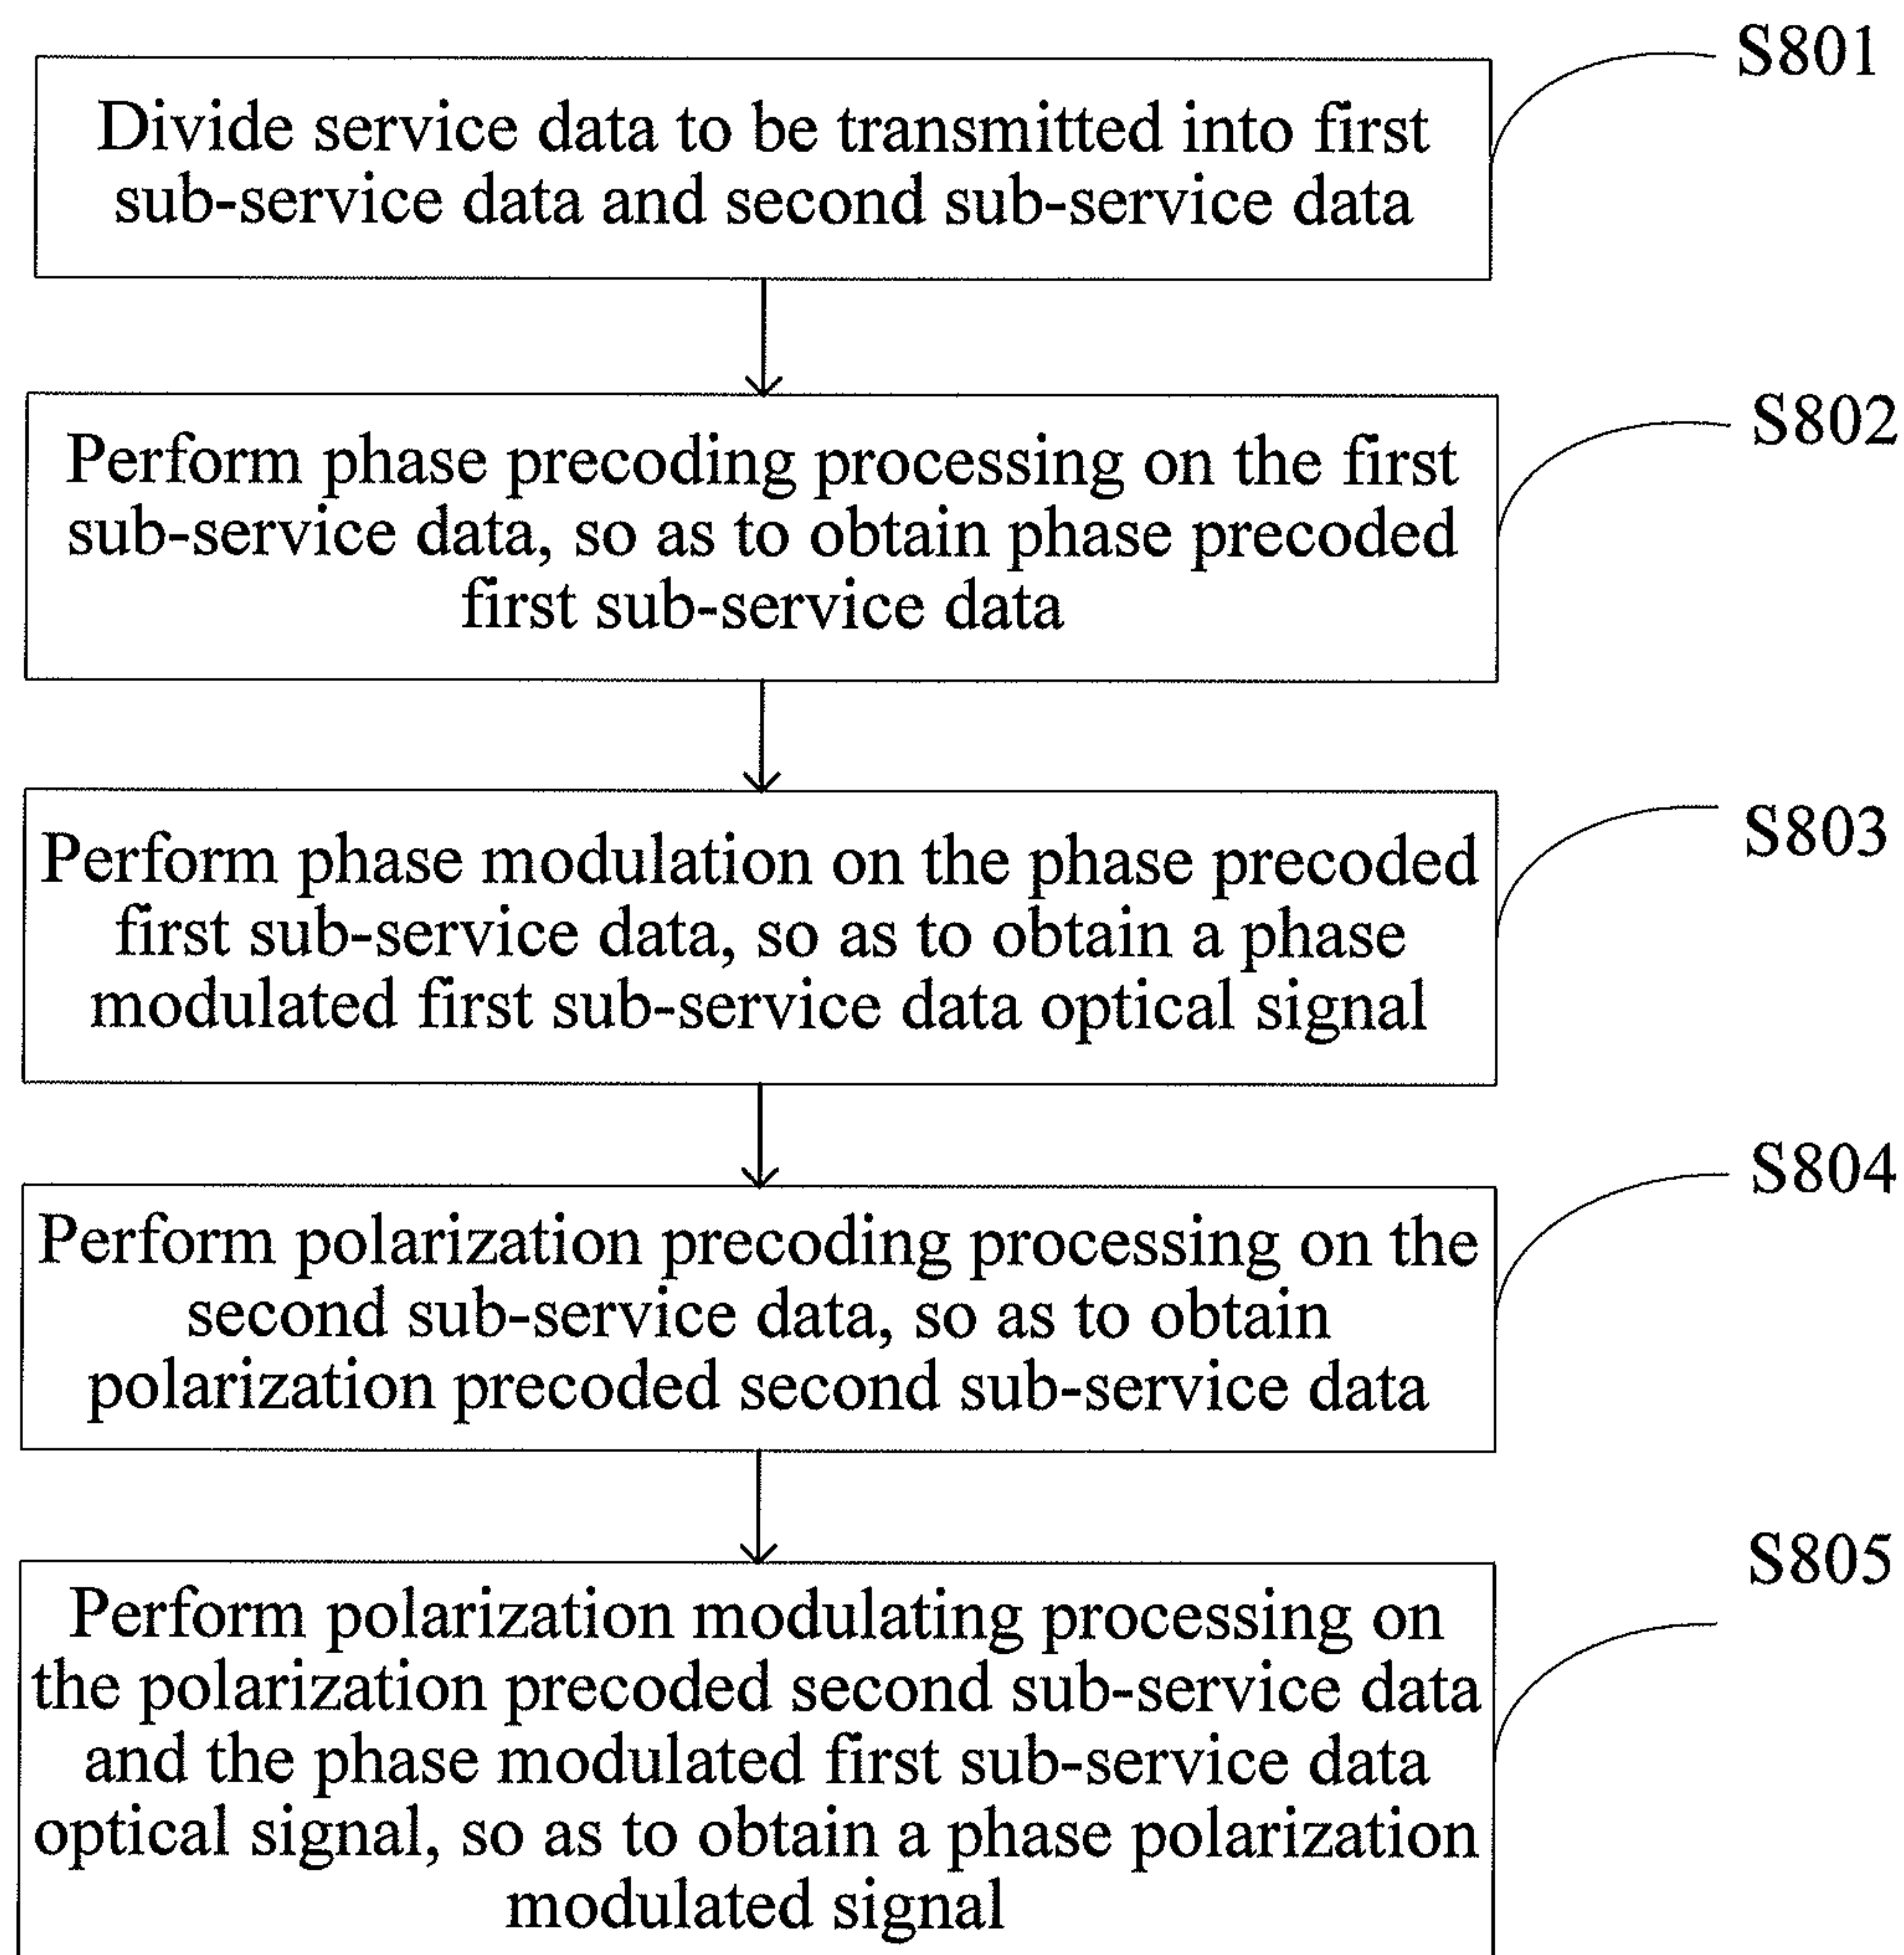 S801
Divide service data to be transmitted into first
sub-service data and second sub-service data
S802
Perform phase precoding processing on the first
sub-service data, so as to obtain phase precoded
first sub-service data
S803
Perform phase modulation on the phase precoded
first sub-service data, so as to obtain a phase
modulated first sub-service data optical signal
S804
Perform polarization precoding processing on the
second sub-service data, so as to obtain
polarization precoded second sub-service data
S805
Perform polarization modulating processing on
the polarization precoded second sub-service data
and the phase modulated first sub-service data
optical signal, so as to obtain a phase polarization
modulated signal